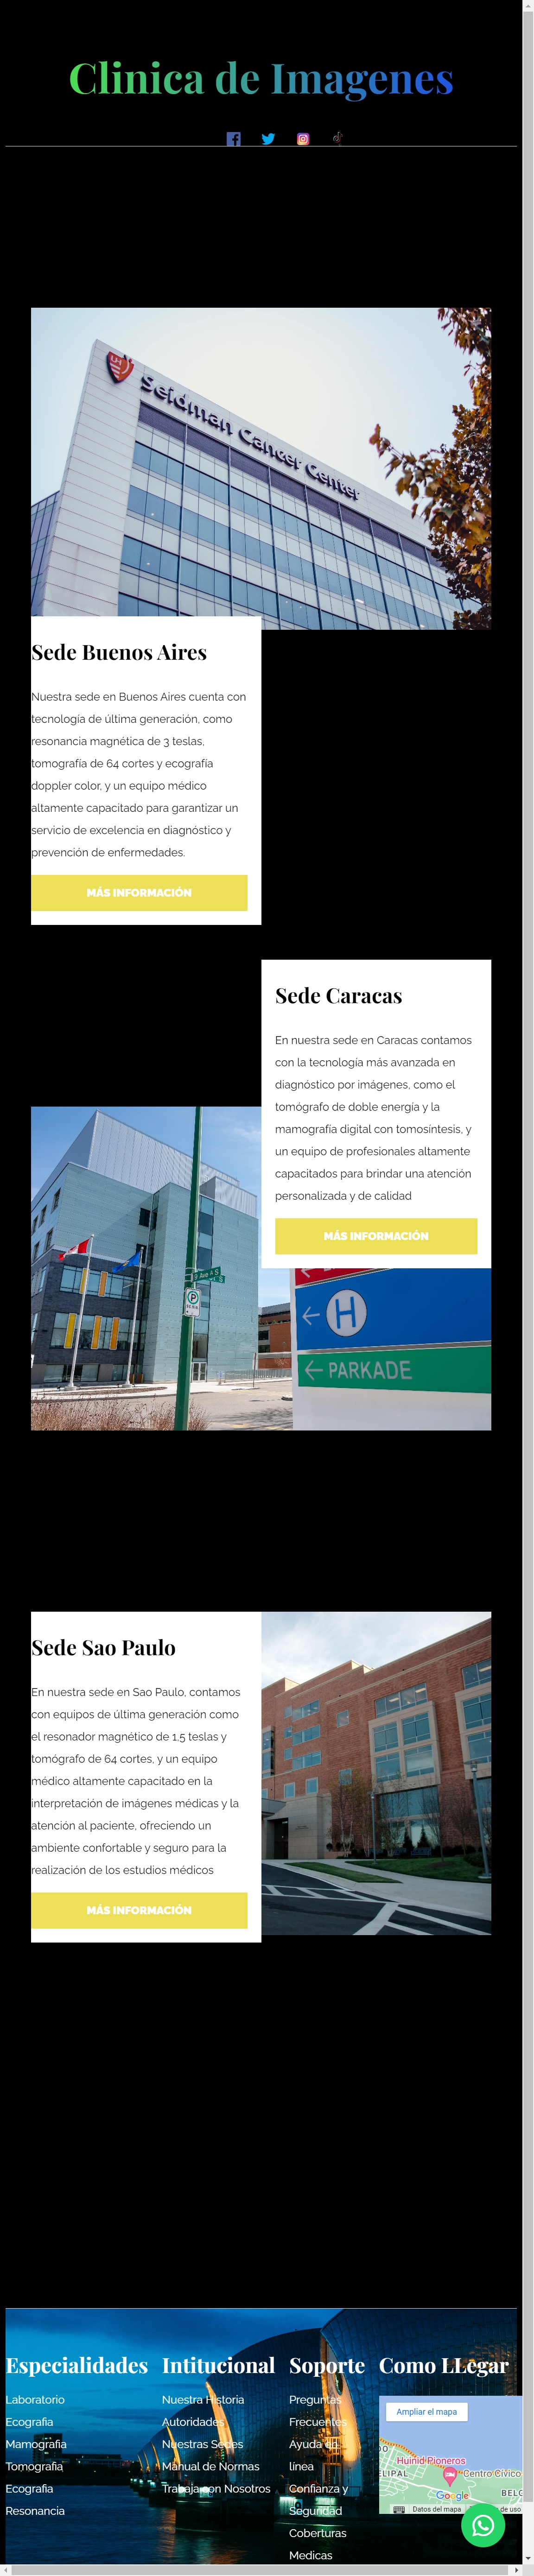 Clinica de Imagenes
Seidman Cancer Center
Sede Buenos Aires
Nuestra sede en Buenos Aires cuenta con
tecnología de última generación, como
resonancia magnética de 3 teslas,
tomografía de 64 cortes y ecografía
doppler color, y un equipo médico
altamente capacitado para garantizar un
servicio de excelencia en diagnóstico y
prevención de enfermedades.
MÁS INFORMACIÓN
Sede Caracas
En nuestra sede en Caracas contamos
con la tecnología más avanzada en
diagnóstico por imágenes, como el
tomógrafo de doble energía y la
mamografía digital con tomosíntesis, y
un equipo de profesionales altamente
capacitados para brindar una atención
personalizada y de calidad
MÁS INFORMACIÓN
P
H
PARKADE
Sede Sao Paulo
En nuestra sede en Sao Paulo, contamos
con equipos de última generación como
el resonador magnético de 1,5 teslas y
tomógrafo de 64 cortes, y un equipo
médico altamente capacitado en la
interpretación de imágenes médicas y la
atención al paciente, ofreciendo un
ambiente confortable y seguro para la
realización de los estudios médicos
MÁS INFORMACIÓN
Especialidades
Laboratorio
Ecografia
Mamografia
Tomografia
Ecografia
Resonancia
Intitucional
Nuestra Historia
Autoridades
Nuestras Sedes
Manual de Normas
Trabaja con Nosotros
Soporte
Preguntas
Frecuentes
Ayuda en
linea
Confianza y
Seguridad
Coberturas
Medicas
Como LLegar
Ampliar el mapa
Huinid Pioneros
ELIPAL
Centro Cívico
BELG
Google
Datos del mapa
de uso